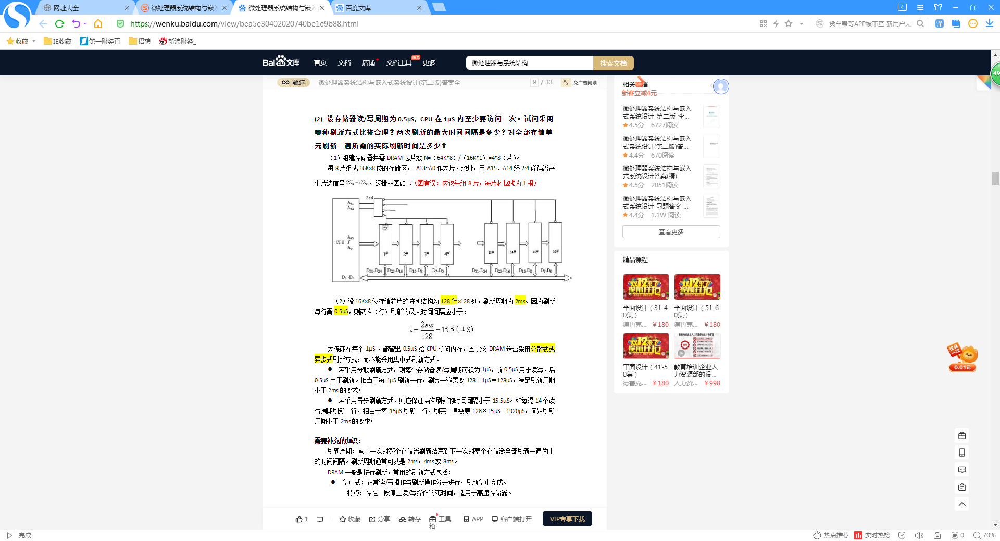 网址大全
微处理器系统结构与嵌入
微处理器系统结构与嵌入
百度文库
4
https://wenku.baidu.com/view/bea5e30402020740be1e9b88.html
货车帮等APP被审查 新用户无
译
收藏
IE收藏
第一财经直
招聘
新浪财经_
Bai du 文库
首页
文档
店铺
文档工具
限免
更多
微处理器与系统结构
搜索文档
49
甄选
微处理器系统结构与嵌入式系统设计(第二版)答案全
9 / 33
免广告阅读
(2) 设存储器读/写周期为0.5μS, CPU 在 1μS 内至少要访问一次。试问采用
哪种刷新方式比较合理？两次刷新的最大时间间隔是多少？对全部存储单
元刷新一遍所需的实际刷新时间是多少？
（1）组建存储器共需 DRAM 芯片数 N=（64K*8）/（16K*1）=4*8（片）。
每 8 片组成 16K×8 位的存储区， A13~A0 作为片内地址，用 A15、A14 经 2:4 译码器产
生片选信号，逻辑框图如下（图有误：应该每组 8 片，每片数据线为 1 根）
2:4
A15
A14
CS
CPU
A13
∫
A0
1#
2#
3#
4#
13#
14#
15#
16#
D31-D24
D23-D16
D15-D8
D7-D0
D31-D24
D23-D16
D15-D8
D7-D0
D31-D0
（2）设 16K×8 位存储芯片的阵列结构为 128 行×128 列，刷新周期为 2ms。因为刷新
每行需 0.5μS，则两次（行）刷新的最大时间间隔应小于：
t = 2ms / 128 = 15.5(μS)
为保证在每个 1μS 内都留出 0.5μS 给 CPU 访问内存，因此该 DRAM 适合采用分散式或
异步式刷新方式，而不能采用集中式刷新方式。
● 若采用分散刷新方式，则每个存储器读/写周期可视为 1μS，前 0.5μS 用于读写，后
0.5μS 用于刷新。相当于每 1μS 刷新一行，刷完一遍需要 128×1μS＝128μS，满足刷新周期
小于 2ms 的要求；
● 若采用异步刷新方式，则应保证两次刷新的时间间隔小于 15.5μS。如每隔 14 个读
写周期刷新一行，相当于每 15μS 刷新一行，刷完一遍需要 128×15μS＝1920μS，满足刷新
周期小于 2ms 的要求；
需要补充的知识：
刷新周期：从上一次对整个存储器刷新结束到下一次对整个存储器全部刷新一遍为止
的时间间隔。刷新周期通常可以是 2ms，4ms 或 8ms。
DRAM 一般是按行刷新，常用的刷新方式包括：
● 集中式：正常读/写操作与刷新操作分开进行，刷新集中完成。
特点：存在一段停止读/写操作的死时间，适用于高速存储器。
1
收藏
分享
转存
工具箱
APP
客户端打开
VIP专享下载
新客立减4元
微处理器系统结构与嵌入
式系统设计 第二版 李...
4.5分 6727阅读
微处理器系统结构与嵌入
式系统设计(第二版)答...
4.4分 670阅读
微处理器系统结构与嵌入
式系统设计答案(精)
4.5分 2051阅读
微处理器系统结构与嵌入
式系统设计 习题答案 ...
4.4分 1.1W 阅读
查看更多
精品课程
双12来了
提前开抢
双12来了
提前开抢
平面设计（31-4
0集）
德鲁克... ￥180
平面设计（51-6
0集）
德鲁克... ￥180
双12来了
提前开抢
平面设计（41-5
0集）
德鲁克... ￥180
教育培训企业人
力资源部的设...
人力资... ￥998
仅此
一次
0.01元
完成
热点推荐
实时热榜
0
70%